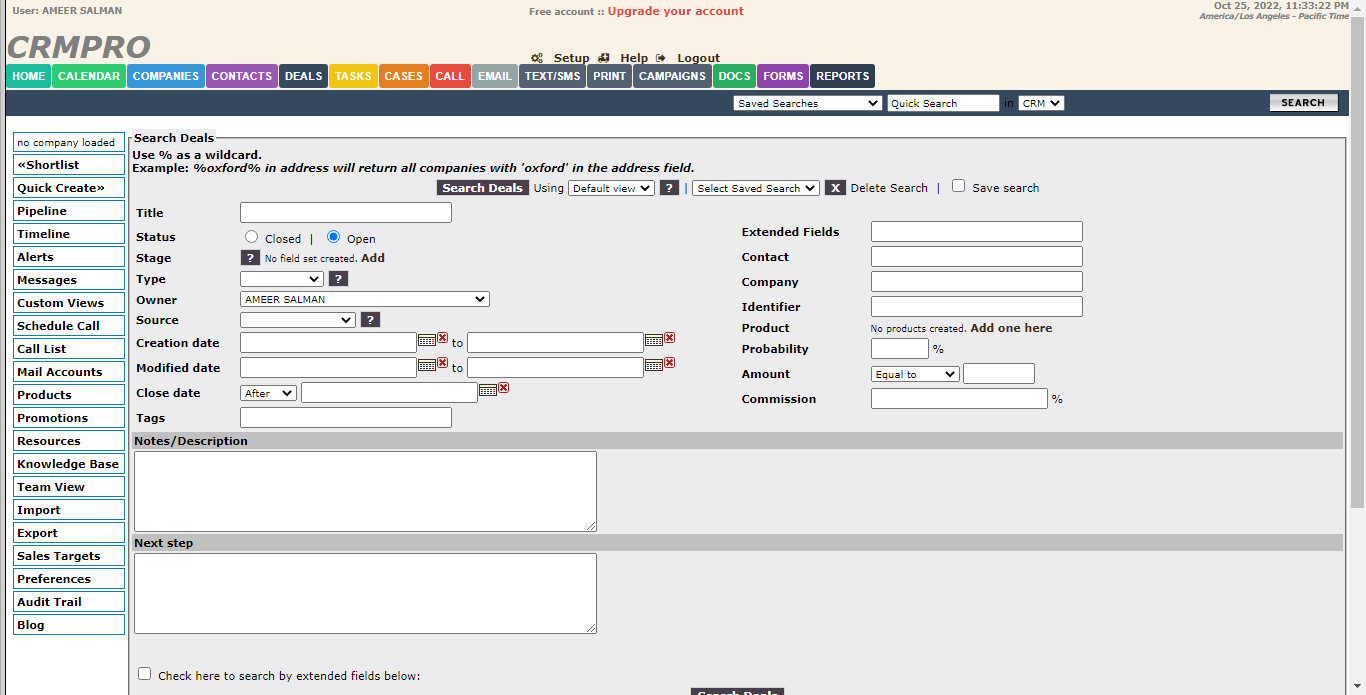 User: AMEER SALMAN
Free account :: Upgrade your account
Oct 25, 2022, 11:33:22 PM
America/Los Angeles - Pacific Time
CRMPRO
Setup Help Logout
HOME CALENDAR COMPANIES CONTACTS DEALS TASKS CASES CALL EMAIL TEXT/SMS PRINT CAMPAIGNS DOCS FORMS REPORTS
Saved Searches Quick Search in CRM SEARCH
no company loaded
«Shortlist
Quick Create»
Pipeline
Timeline
Alerts
Messages
Custom Views
Schedule Call
Call List
Mail Accounts
Products
Promotions
Resources
Knowledge Base
Team View
Import
Export
Sales Targets
Preferences
Audit Trail
Blog
Search Deals
Use % as a wildcard.
Example: %oxford% in address will return all companies with 'oxford' in the address field.
Search Deals Using Default view ? | Select Saved Search X Delete Search | Save search
Title
Status Closed | Open
Stage ? No field set created. Add
Type ?
Owner AMEER SALMAN
Source ?
Creation date to
Modified date to
Close date After
Tags
Extended Fields
Contact
Company
Identifier
Product No products created. Add one here
Probability %
Amount Equal to
Commission %
Notes/Description
Next step
Check here to search by extended fields below:
Search Deals